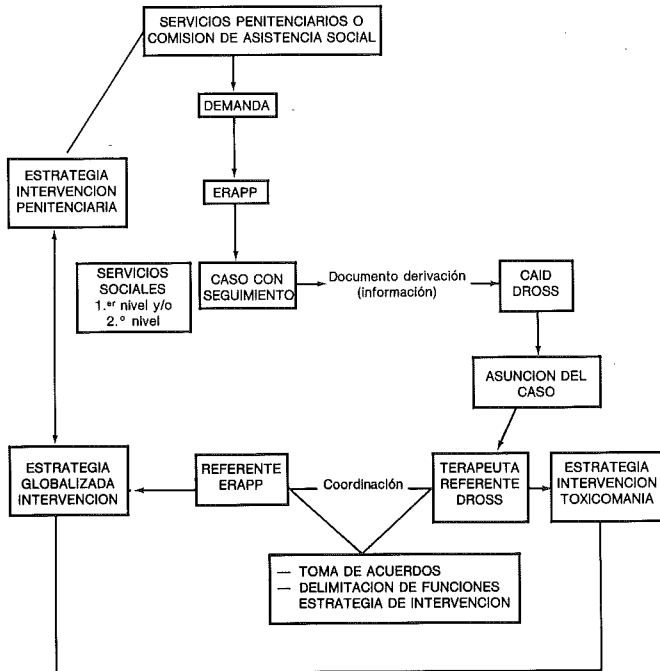 SERVICIOS PENITENCIARIOS O
COMISION DE ASISTENCIA SOCIAL
DEMANDA
ESTRATEGIA
INTERVENCION
PENITENCIARIA
ERAPP
SERVICIOS
SOCIALES
1.er nivel y/o
2.° nivel
CASO CON
SEGUIMIENTO
Documento derivación
(información)
CAID
DROSS
ASUNCION DEL
CASO
ESTRATEGIA
GLOBALIZADA
INTERVENCION
REFERENTE
ERAPP
Coordinación
TERAPEUTA
REFERENTE
DROSS
ESTRATEGIA
INTERVENCION
TOXICOMANIA
— TOMA DE ACUERDOS
— DELIMITACION DE FUNCIONES
ESTRATEGIA DE INTERVENCION